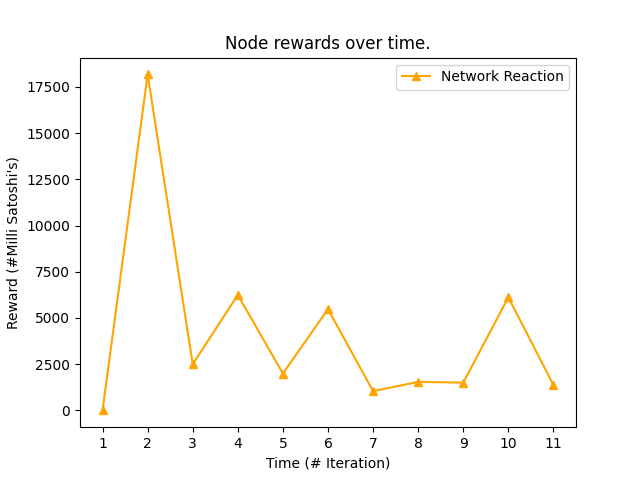 Node rewards over time.
Network Reaction
17500
15000
12500
10000
7500
5000
2500
0
Reward (#Milli Satoshi's)
1 2 3 4 5 6 7 8 9 10 11
Time (# Iteration)